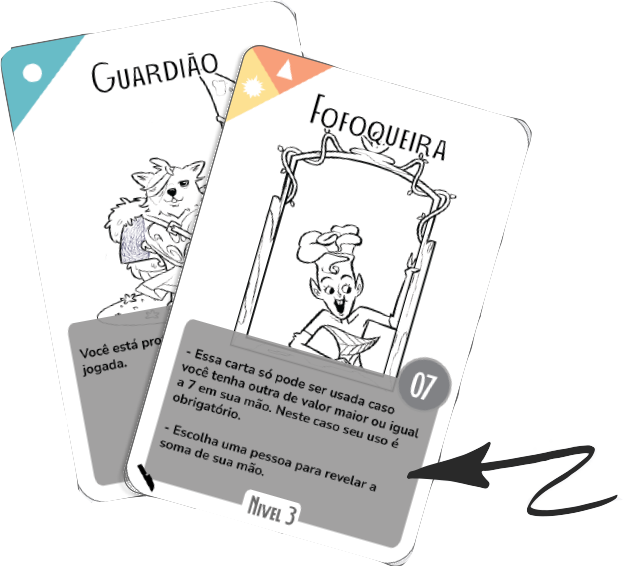 GUARDIÃO
Você está pro
jogada.
FOFOQUEIRA
- Essa carta só pode ser usada caso
você tenha outra de valor maior ou igual
a 7 em sua mão. Neste caso seu uso é
obrigatório.
07
- Escolha uma pessoa para revelar a
soma de sua mão.
NIVEL 3